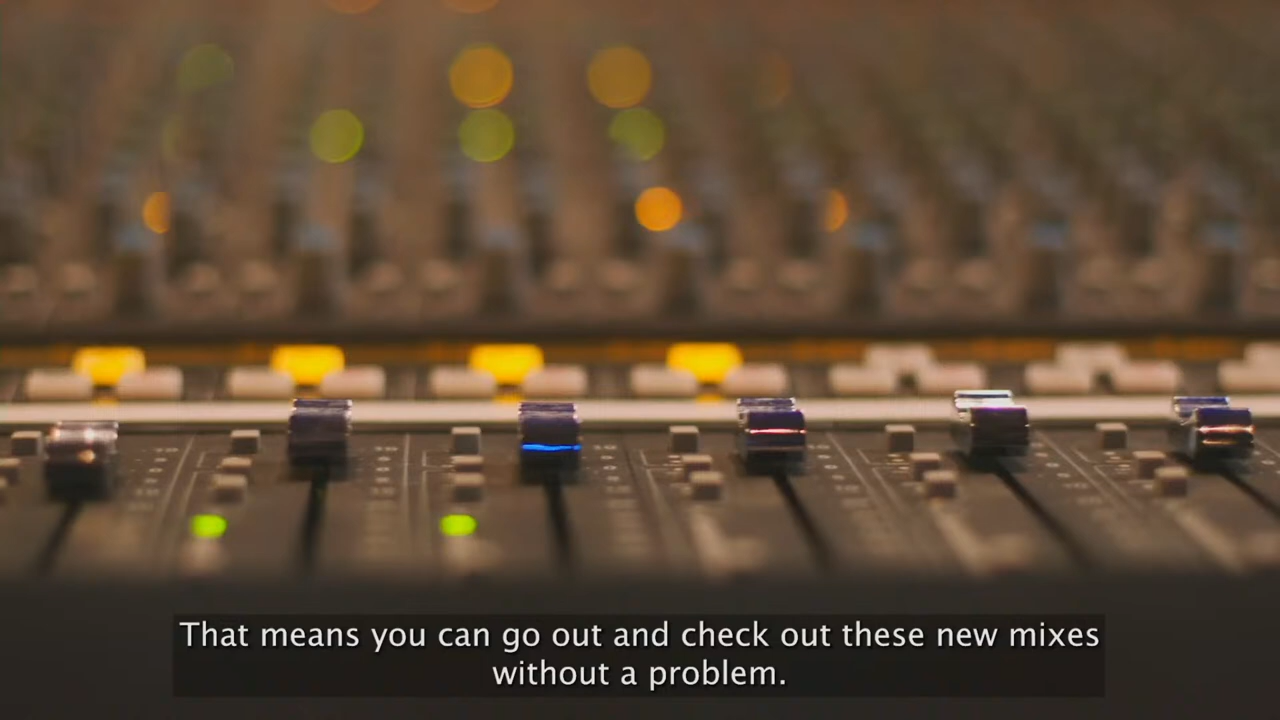 That means you can go out and check out these new mixes
without a problem.